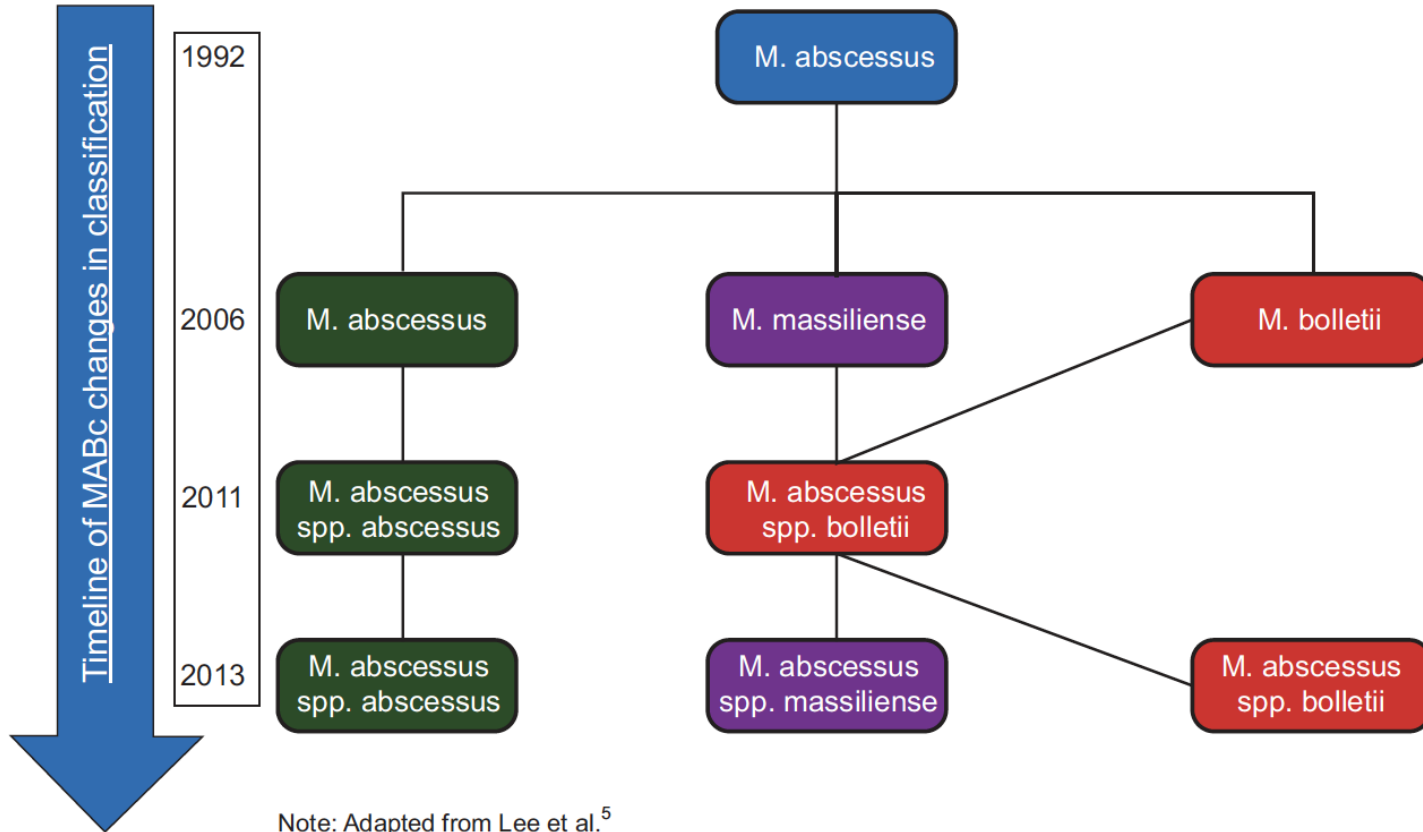 Timeline of MABc changes in classification
1992
M. abscessus
2006
M. abscessus
M. massiliense
M. bolletii
2011
M. abscessus
spp. abscessus
M. abscessus
spp. bolletii
2013
M. abscessus
spp. abscessus
M. abscessus
spp. massiliense
M. abscessus
spp. bolletii
Note: Adapted from Lee et al.⁵